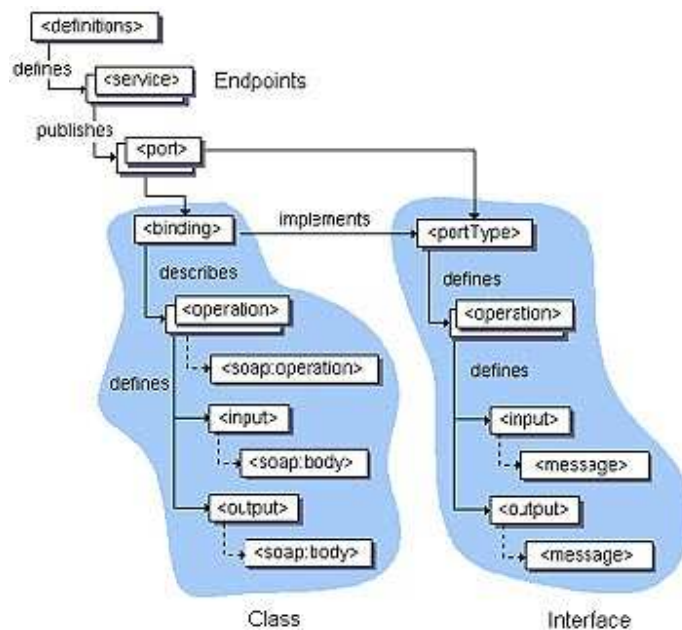 <definitions>
defines
<service>
Endpoints
publishes
<port>
<binding>
implements
<portType>
describes
defines
<operation>
<operation>
<soap:operation>
defines
defines
<input>
<input>
<soap:body>
<message>
<output>
<output>
<soap:body>
<message>
Class
Interface